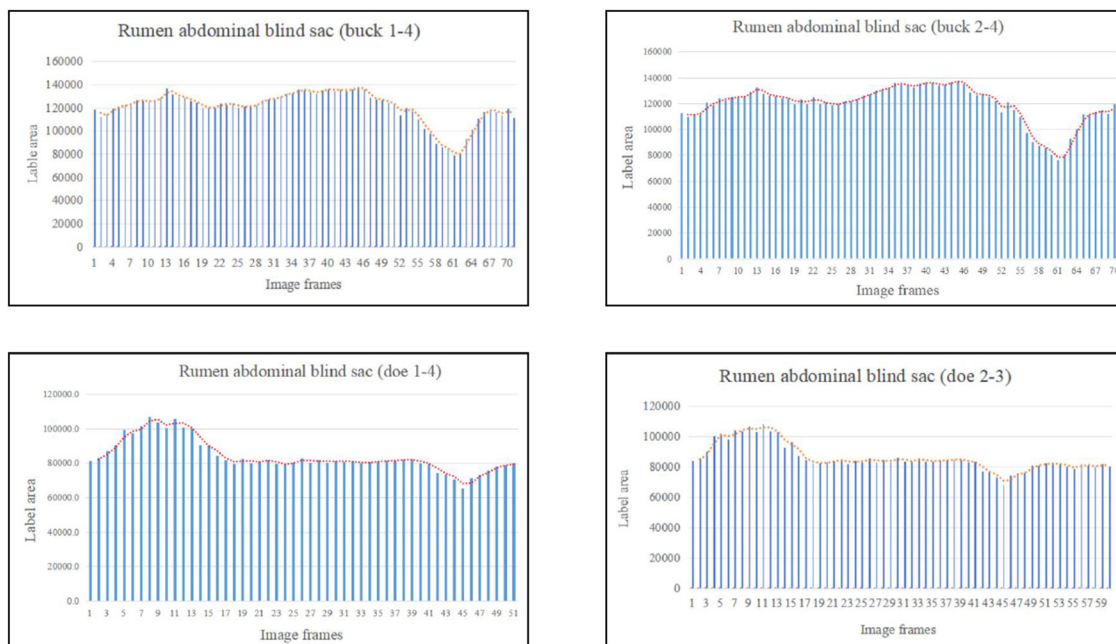 Rumen abdominal blind sac (buck 1-4)
160000
140000
120000
100000
80000
60000
40000
20000
0
Lable area
1 4 7 10 13 16 19 22 25 28 31 34 37 40 43 46 49 52 55 58 61 64 67 70
Image frames
Rumen abdominal blind sac (buck 2-4)
160000
140000
120000
100000
80000
60000
40000
20000
0
Label area
1 4 7 10 13 16 19 22 25 28 31 34 37 40 43 46 49 52 55 58 61 64 67 70
Image frames
Rumen abdominal blind sac (doe 1-4)
120000.0
100000.0
80000.0
60000.0
40000.0
20000.0
0.0
Label area
1 3 5 7 9 11 13 15 17 19 21 23 25 27 29 31 33 35 37 39 41 43 45 47 49 51
Image frames
Rumen abdominal blind sac (doe 2-3)
120000
100000
80000
60000
40000
20000
0
Label area
1 3 5 7 9 11 13 15 17 19 21 23 25 27 29 31 33 35 37 39 41 43 45 47 49 51 53 55 57 59
Image frames